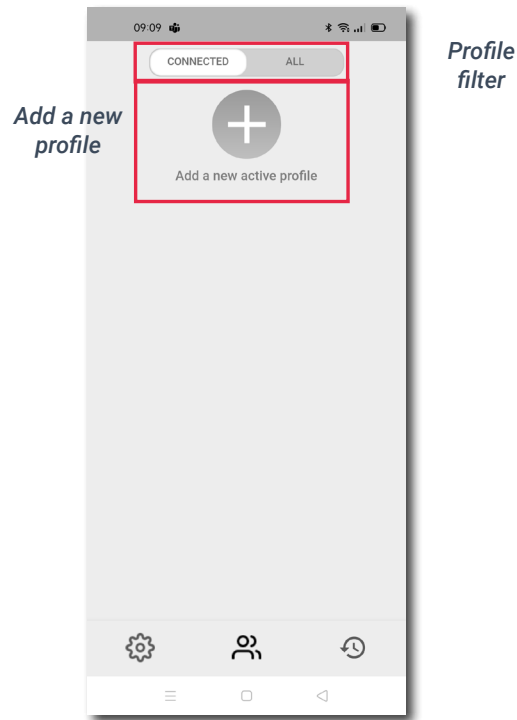 09:09
CONNECTED ALL
Profile
filter
Add a new
profile
Add a new active profile